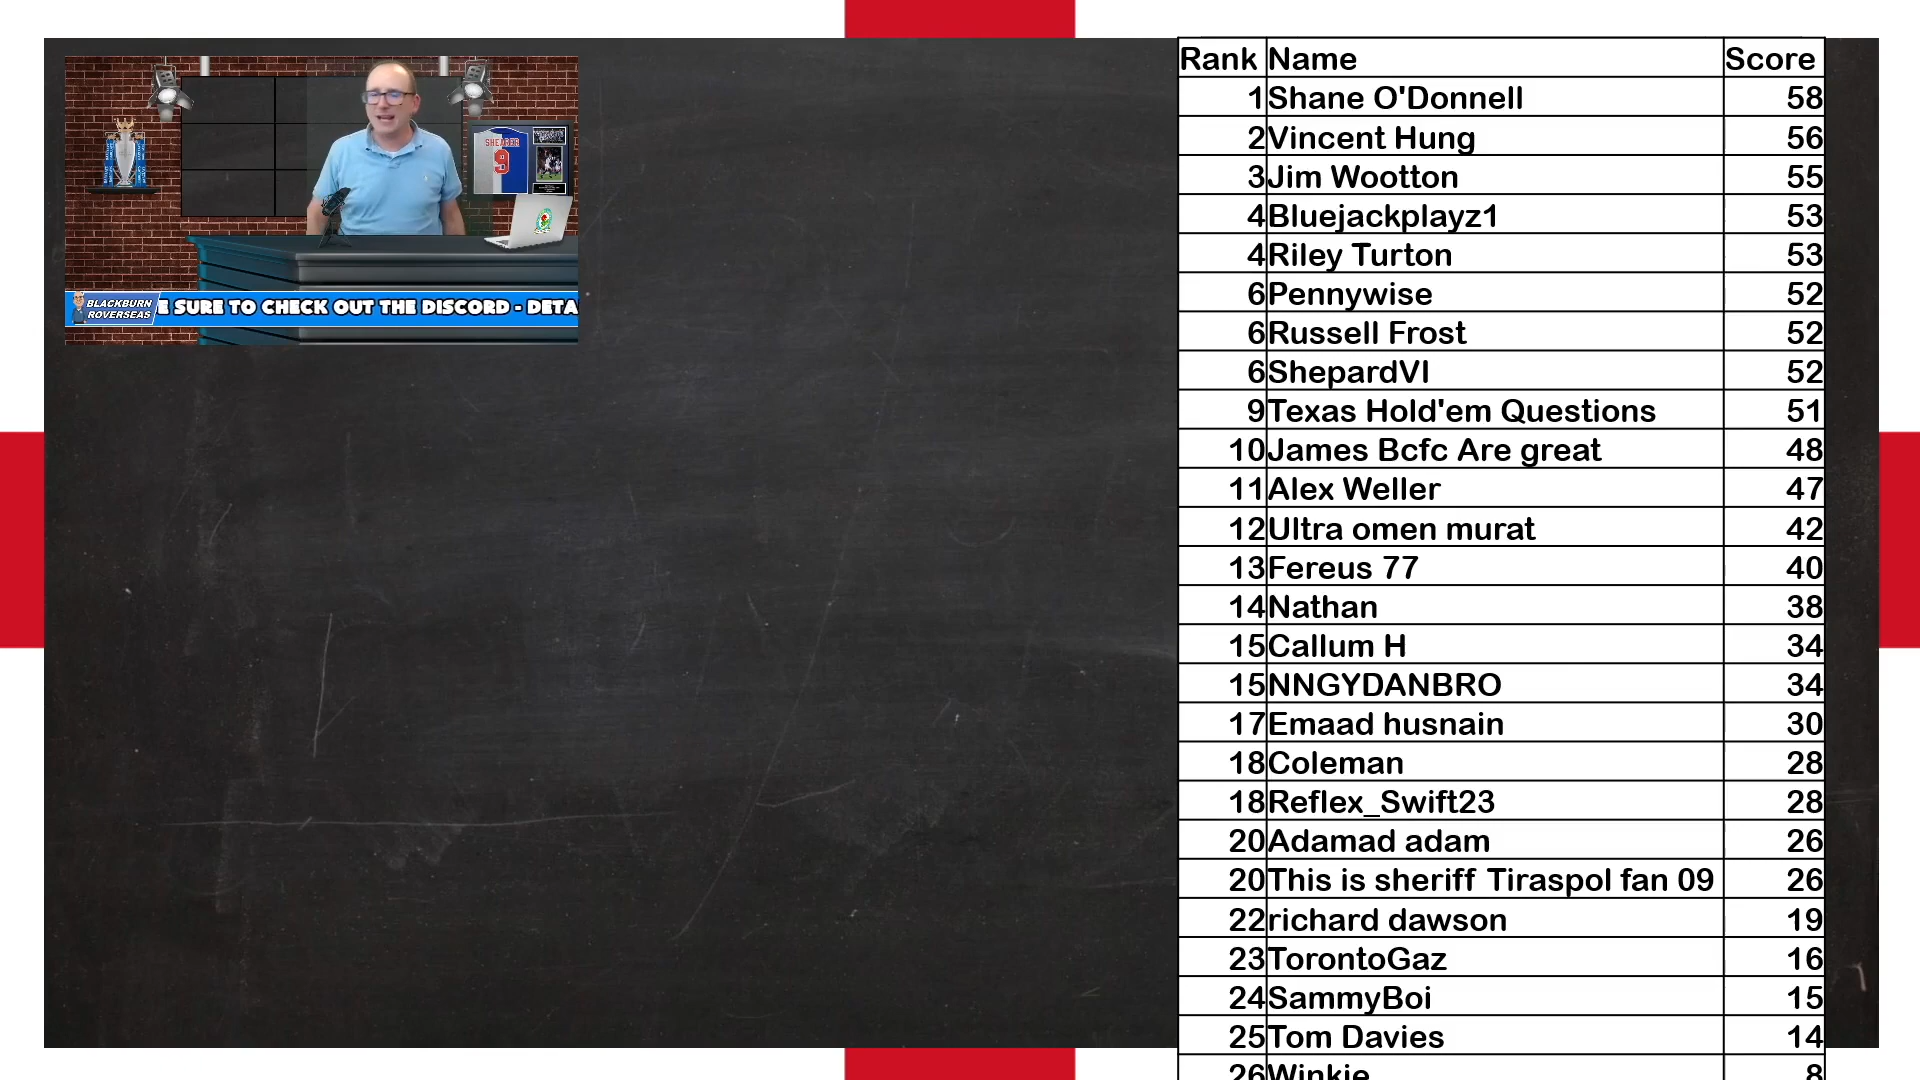 SHEARER
9
BLACKBURN
ROVERSEAS
E SURE TO CHECK OUT THE DISCORD - DETA
Rank Name Score
1 Shane O'Donnell 58
2 Vincent Hung 56
3 Jim Wootton 55
4 Bluejackplayz1 53
4 Riley Turton 53
6 Pennywise 52
6 Russell Frost 52
6 ShepardVI 52
9 Texas Hold'em Questions 51
10 James Bcfc Are great 48
11 Alex Weller 47
12 Ultra omen murat 42
13 Fereus 77 40
14 Nathan 38
15 Callum H 34
15 NNGYDANBRO 34
17 Emaad husnain 30
18 Coleman 28
18 Reflex_Swift23 28
20 Adamad adam 26
20 This is sheriff Tiraspol fan 09 26
22 richard dawson 19
23 TorontoGaz 16
24 SammyBoi 15
25 Tom Davies 14
26 Winkie 8